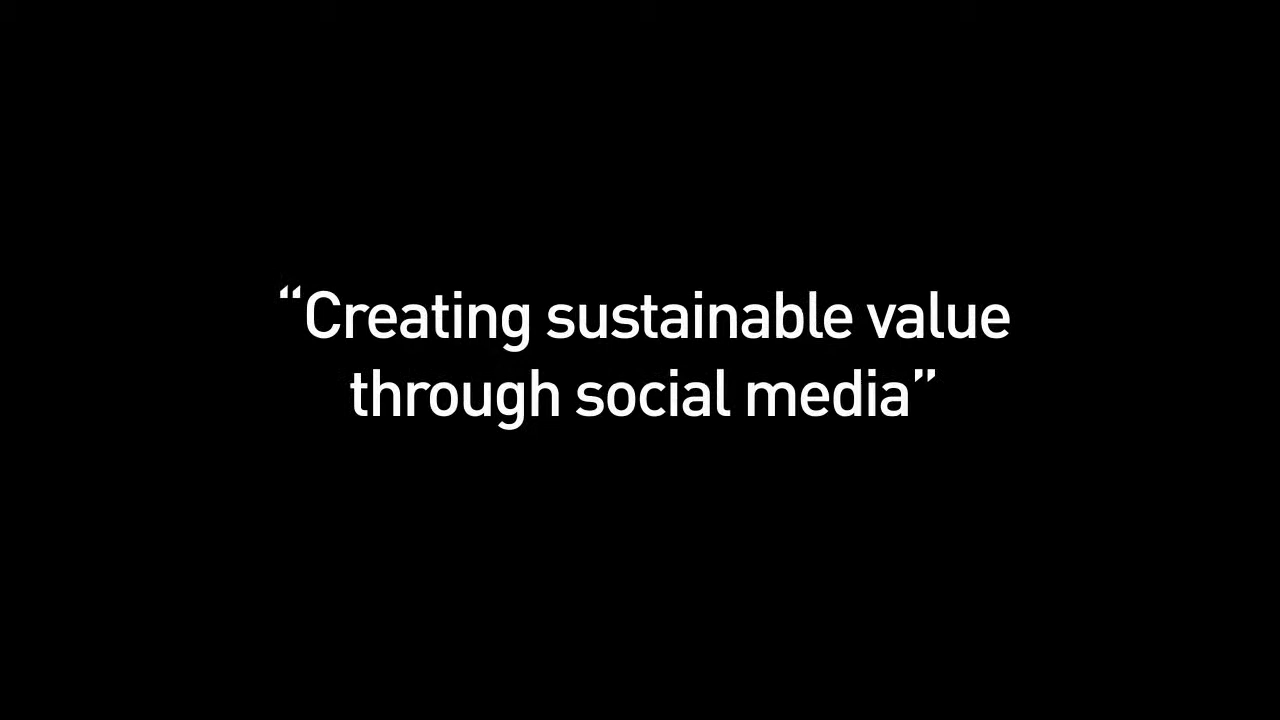 “Creating sustainable value
through social media”